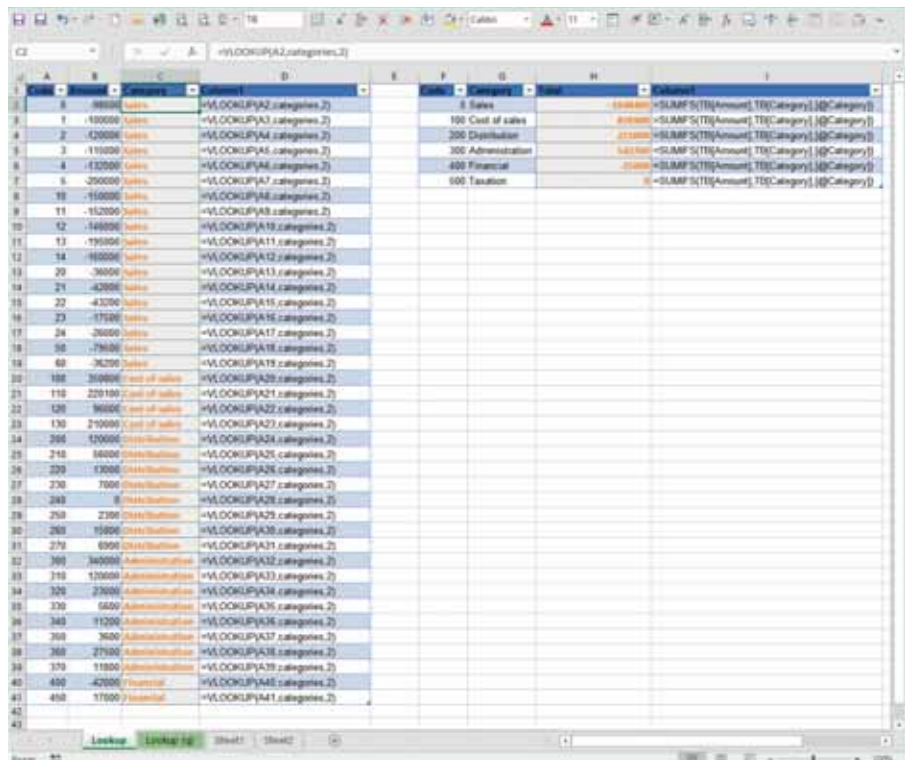 TB
Calibri
11
C2
=VLOOKUP(A2,categories,2)
A B C D E F G H I
Code Amount Category Column1 Code Category Total Column1
0 Sales =VLOOKUP(A2,categories,2) 0 Sales =SUMIFS(TB[Amount],TB[Category],[@Category])
1 -100000 Sales =VLOOKUP(A3,categories,2) 100 Cost of sales =SUMIFS(TB[Amount],TB[Category],[@Category])
2 -120000 Sales =VLOOKUP(A4,categories,2) 200 Distribution =SUMIFS(TB[Amount],TB[Category],[@Category])
3 -115000 Sales =VLOOKUP(A5,categories,2) 300 Administration =SUMIFS(TB[Amount],TB[Category],[@Category])
4 -132000 Sales =VLOOKUP(A6,categories,2) 400 Financial =SUMIFS(TB[Amount],TB[Category],[@Category])
5 -200000 Sales =VLOOKUP(A7,categories,2) Taxation 0 =SUMIFS(TB[Amount],TB[Category],[@Category])
10 -150000 Sales =VLOOKUP(A8,categories,2)
11 -152000 Sales =VLOOKUP(A9,categories,2)
12 Sales =VLOOKUP(A10,categories,2)
13 -195000 Sales =VLOOKUP(A11,categories,2)
14 -160000 Sales =VLOOKUP(A12,categories,2)
20 -36000 Sales =VLOOKUP(A13,categories,2)
21 -42000 Sales =VLOOKUP(A14,categories,2)
22 -43200 Sales =VLOOKUP(A15,categories,2)
23 -17500 Sales =VLOOKUP(A16,categories,2)
24 -26000 Sales =VLOOKUP(A17,categories,2)
50 -79500 Sales =VLOOKUP(A18,categories,2)
60 -36200 Sales =VLOOKUP(A19,categories,2)
100 Cost of sales =VLOOKUP(A20,categories,2)
110 220100 Cost of sales =VLOOKUP(A21,categories,2)
120 Cost of sales =VLOOKUP(A22,categories,2)
130 210000 Cost of sales =VLOOKUP(A23,categories,2)
200 120000 Distribution =VLOOKUP(A24,categories,2)
210 Distribution =VLOOKUP(A25,categories,2)
220 13000 Distribution =VLOOKUP(A26,categories,2)
230 7000 Distribution =VLOOKUP(A27,categories,2)
240 0 Distribution =VLOOKUP(A28,categories,2)
250 2300 Distribution =VLOOKUP(A29,categories,2)
260 Distribution =VLOOKUP(A30,categories,2)
270 6900 Distribution =VLOOKUP(A31,categories,2)
300 340000 Administration =VLOOKUP(A32,categories,2)
310 120000 Administration =VLOOKUP(A33,categories,2)
320 23000 Administration =VLOOKUP(A34,categories,2)
330 5600 Administration =VLOOKUP(A35,categories,2)
340 11200 Administration =VLOOKUP(A36,categories,2)
350 3600 Administration =VLOOKUP(A37,categories,2)
360 27500 Administration =VLOOKUP(A38,categories,2)
370 11800 Administration =VLOOKUP(A39,categories,2)
400 -42000 Financial =VLOOKUP(A40,categories,2)
450 17000 Financial =VLOOKUP(A41,categories,2)
Lookup Lookup Sheet1 Sheet2